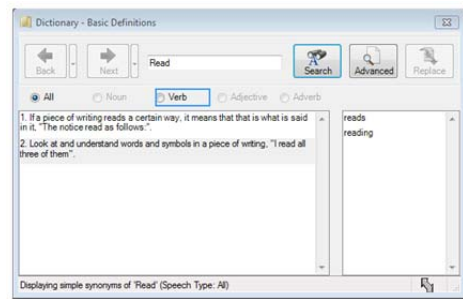 Dictionary - Basic Definitions
Back
Next
Read
Search
Advanced
Replace
All
Noun
Verb
Adjective
Adverb
1. If a piece of writing reads a certain way, it means that that is what is said
in it, "The notice read as follows:".
2. Look at and understand words and symbols in a piece of writing, "I read all
three of them".
reads
reading
Displaying simple synonyms of 'Read' (Speech Type: All)